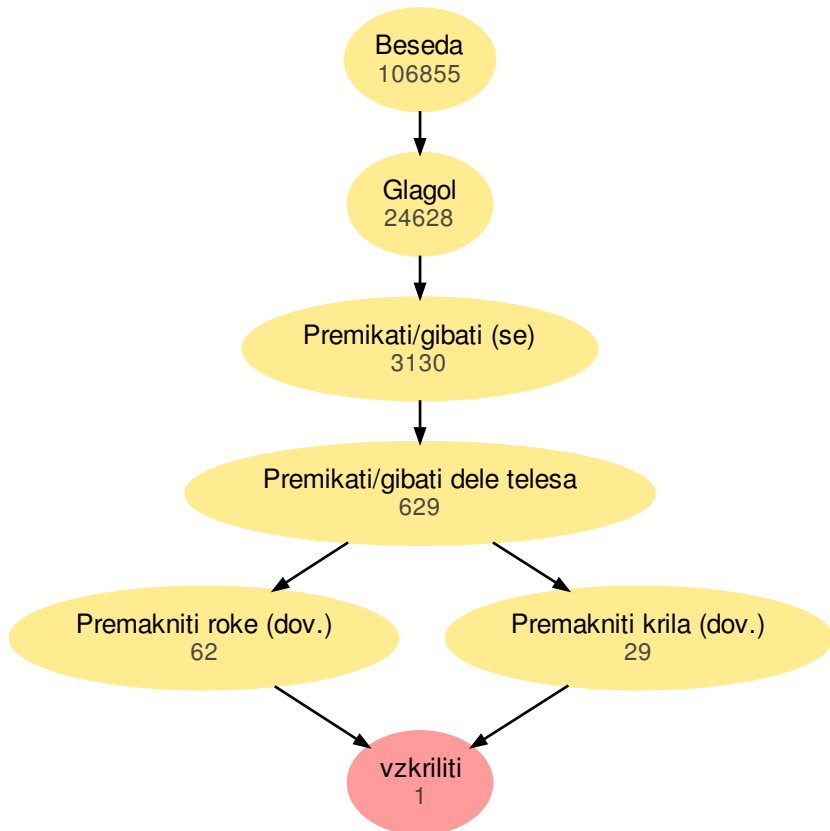 Beseda
106855
Glagol
24628
Premikati/gibati (se)
3130
Premikati/gibati dele telesa
629
Premakniti roke (dov.)
62
Premakniti krila (dov.)
29
vzkriliti
1